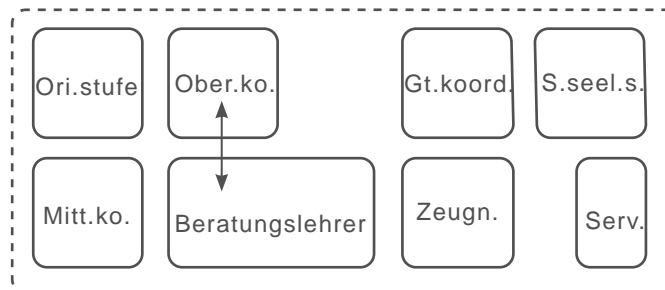 Ori.stufe
Ober.ko.
Gt.koord.
S.seel.s.
Mitt.ko.
Beratungslehrer
Zeugn.
Serv.